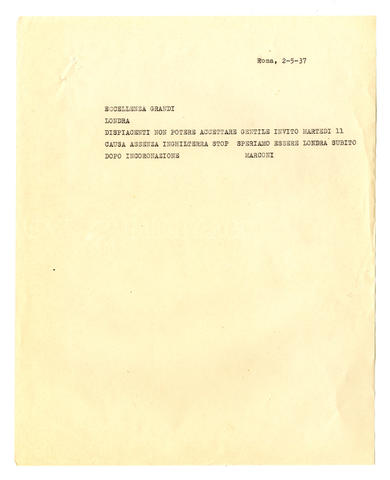 Roma, 2-5-37
ECCELLENZA GRANDI
LONDRA
DISPIACENTI NON POTERE ACCETTARE GENTILE INVITO MARTEDI 11
CAUSA ASSENZA INGHILTERRA STOP SPERIAMO ESSERE LONDRA SUBITO
DOPO INCORONAZIONE MARCONI